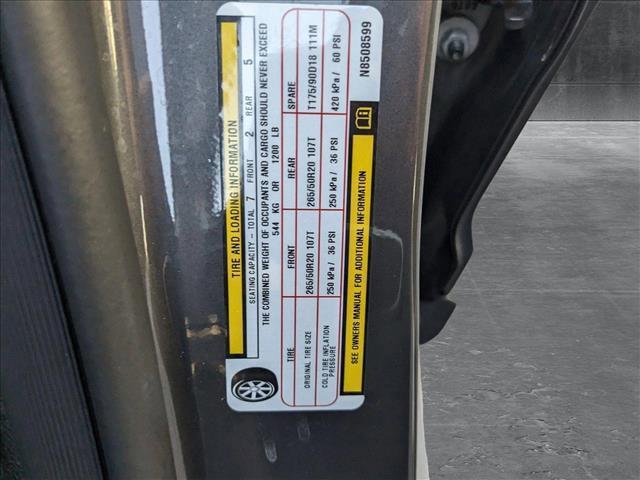 TIRE AND LOADING INFORMATION
SEATING CAPACITY - TOTAL 7 FRONT 2 REAR 5
THE COMBINED WEIGHT OF OCCUPANTS AND CARGO SHOULD NEVER EXCEED
544 KG OR 1200 LB
TIRE FRONT REAR SPARE
ORIGINAL TIRE SIZE 265/50R20 107T 265/50R20 107T T175/90D18 111M
COLD TIRE INFLATION
PRESSURE 250 kPa / 36 PSI 250 kPa / 36 PSI 420 kPa / 60 PSI
SEE OWNERS MANUAL FOR ADDITIONAL INFORMATION
N8508599